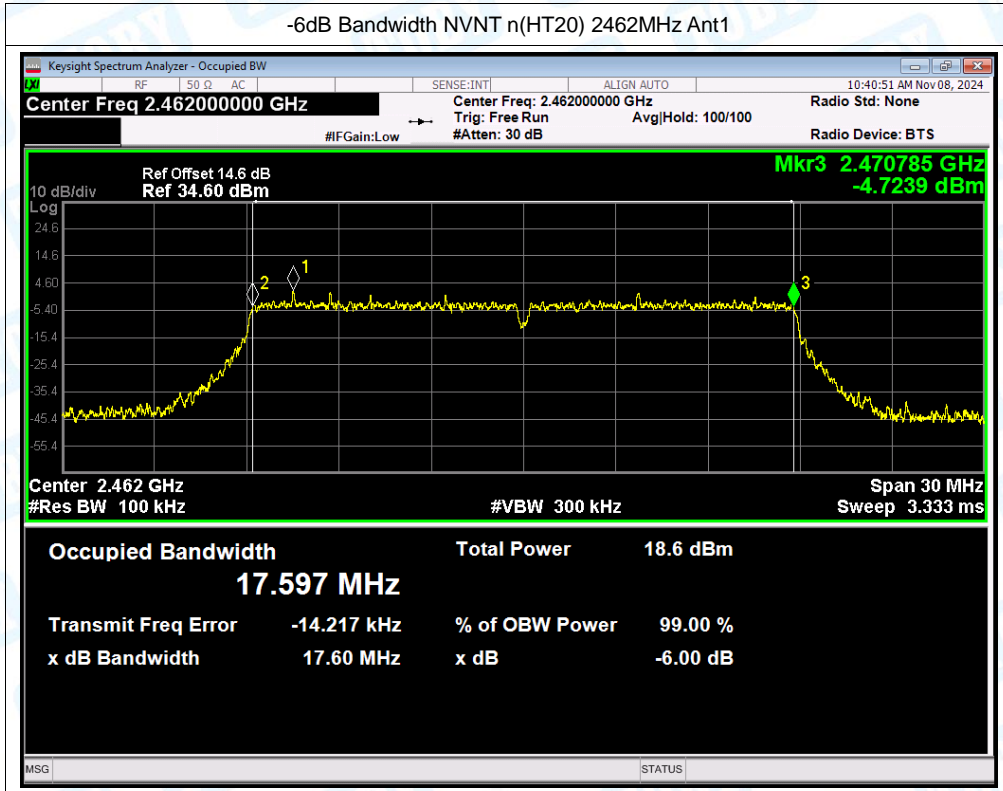 -6dB Bandwidth NVNT n(HT20) 2462MHz Ant1
Keysight Spectrum Analyzer - Occupied BW
LXI RF 50 Ω AC SENSE:INT ALIGN AUTO 10:40:51 AM Nov 08, 2024
Center Freq 2.462000000 GHz Center Freq: 2.462000000 GHz Radio Std: None
Trig: Free Run Avg|Hold: 100/100
#IFGain:Low #Atten: 30 dB Radio Device: BTS
Ref Offset 14.6 dB Mkr3 2.470785 GHz
10 dB/div Ref 34.60 dBm -4.7239 dBm
Log
24.6
14.6
4.60
-5.40
-15.4
-25.4
-35.4
-45.4
-55.4
1
2
3
Center 2.462 GHz Span 30 MHz
#Res BW 100 kHz #VBW 300 kHz Sweep 3.333 ms
Occupied Bandwidth Total Power 18.6 dBm
17.597 MHz
Transmit Freq Error -14.217 kHz % of OBW Power 99.00 %
x dB Bandwidth 17.60 MHz x dB -6.00 dB
MSG STATUS